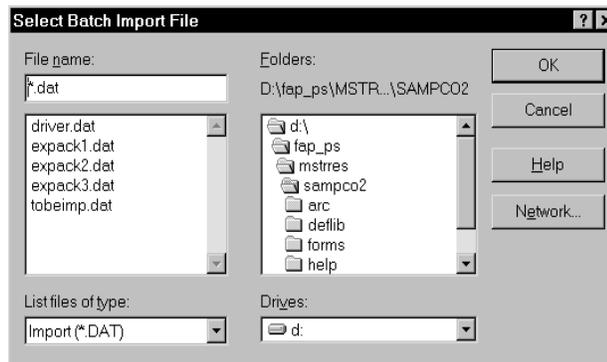 Select Batch Import File
File name:
*.dat
driver.dat
expack1.dat
expack2.dat
expack3.dat
tobeimp.dat
List files of type:
Import (*.DAT)
Folders:
D:\fap_ps\MSTR...\SAMPCO2
d:\
fap_ps
mstrres
sampco2
arc
deflib
forms
help
Drives:
d:
OK
Cancel
Help
Network...